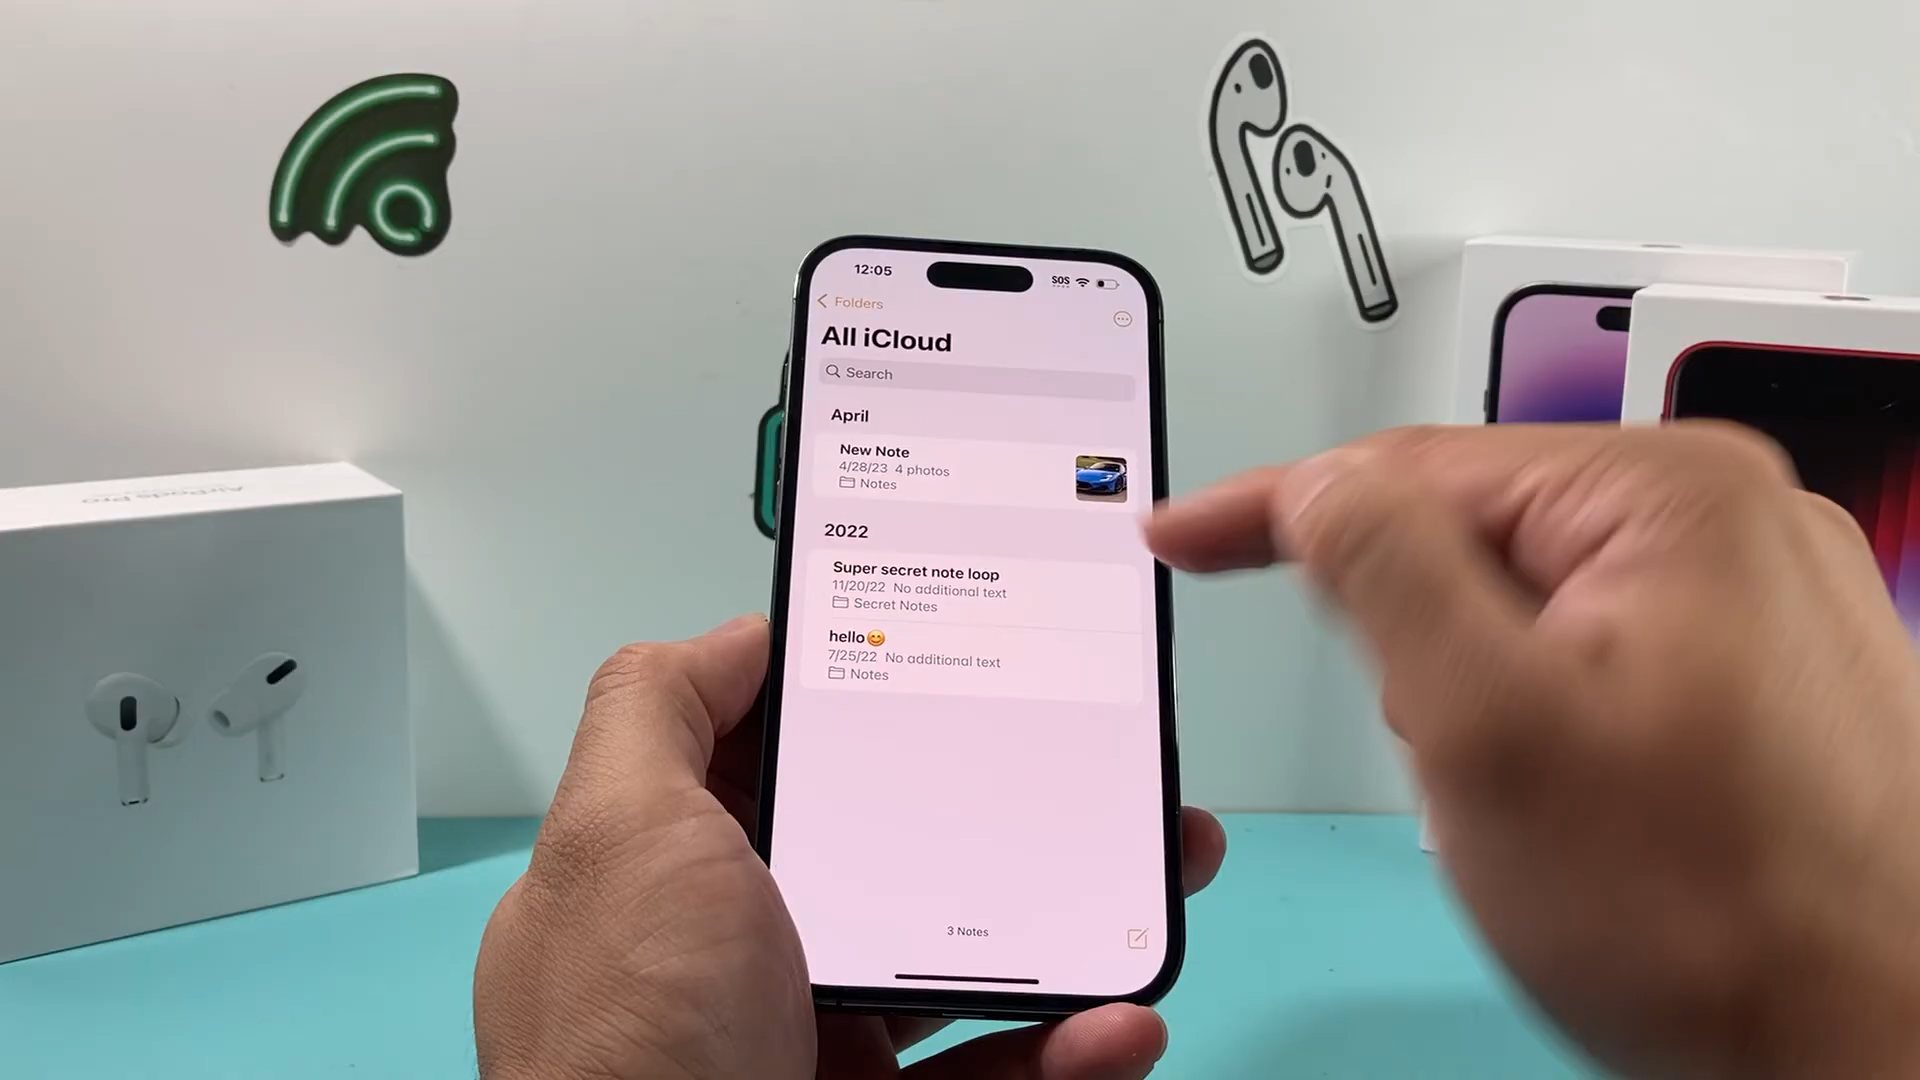 12:05
SOS
Folders
All iCloud
Search
April
New Note
4/28/23 4 photos
Notes
2022
Super secret note loop
11/20/22 No additional text
Secret Notes
hello😊
7/25/22 No additional text
Notes
3 Notes
AirPods Pro